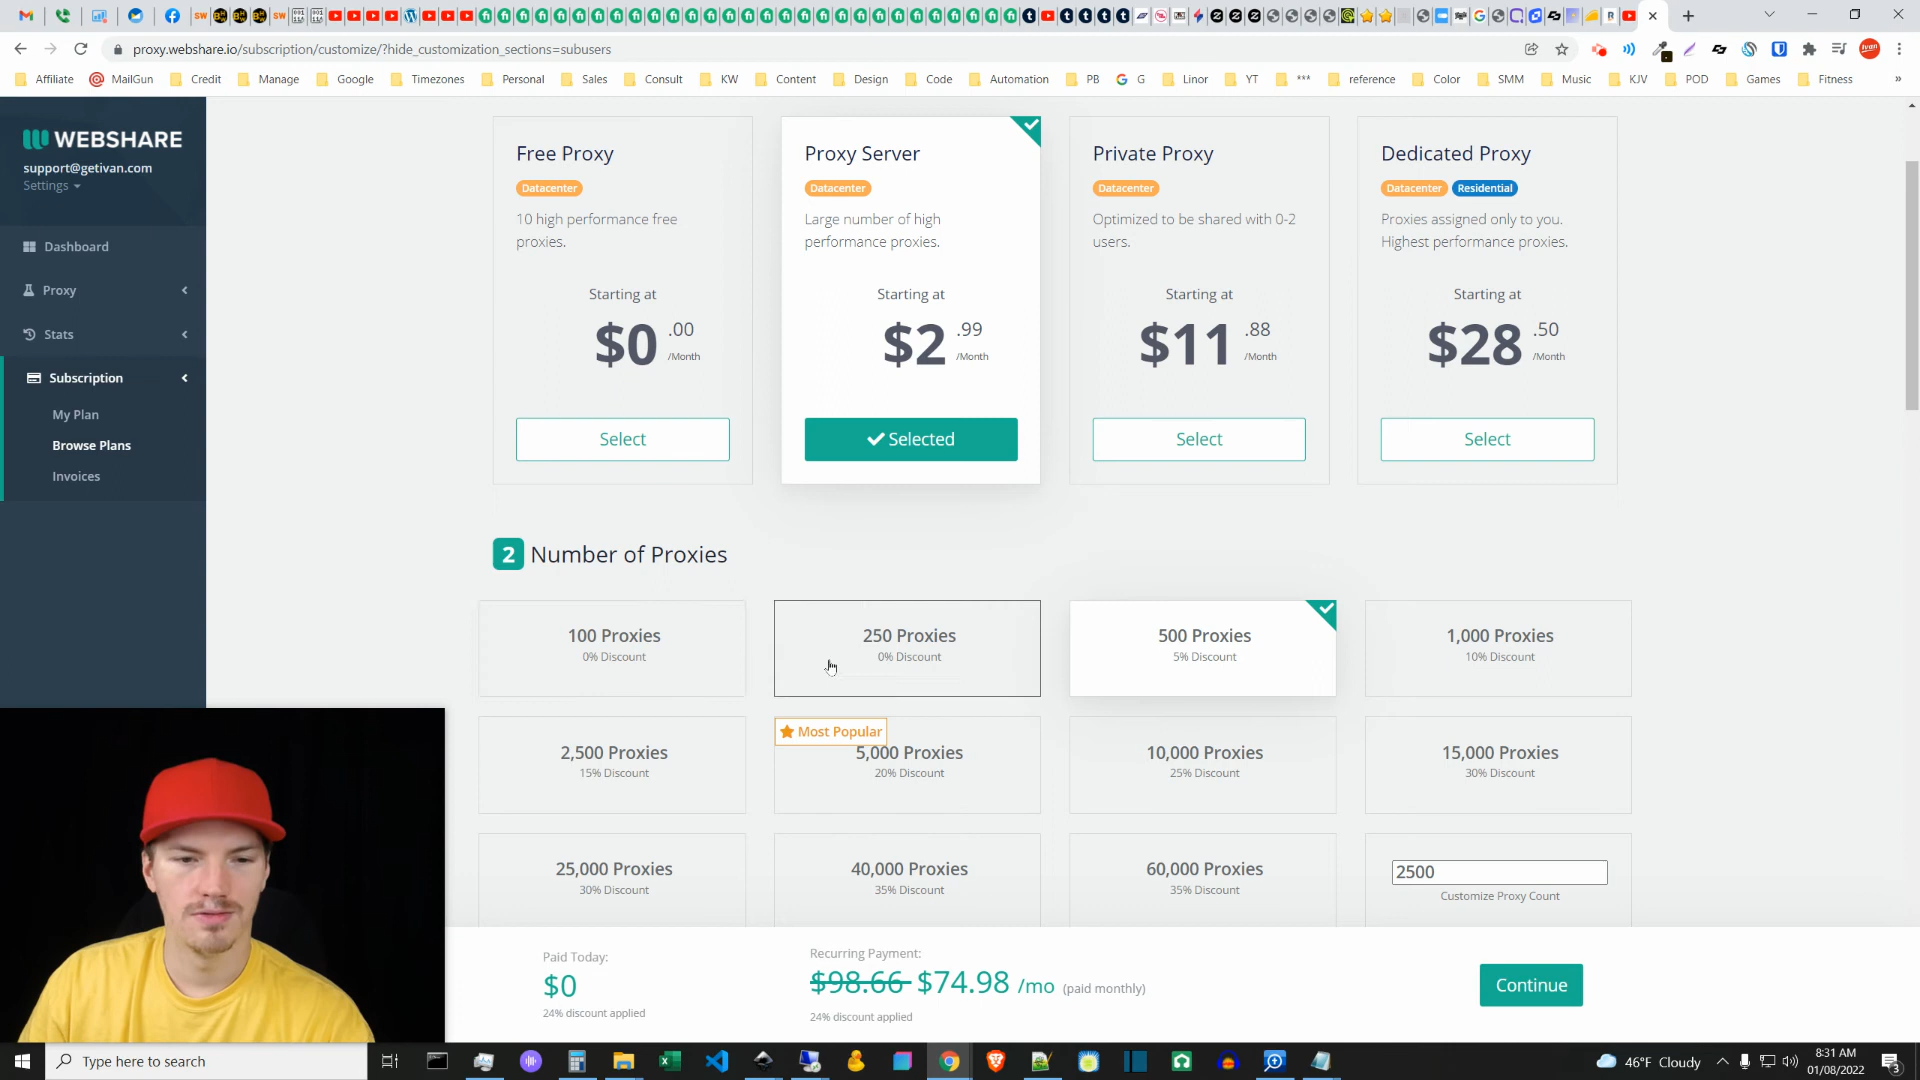 proxy.webshare.io/subscription/customize/?hide_customization_sections=subusers
Affiliate
MailGun
Credit
Manage
Google
Timezones
Personal
Sales
Consult
KW
Content
Design
Code
Automation
PB
G
Linor
YT
***
reference
Color
SMM
Music
KJV
POD
Games
Fitness
»
WEBSHARE
support@getivan.com
Settings
Dashboard
Proxy
Stats
Subscription
My Plan
Browse Plans
Invoices
Free Proxy
Datacenter
10 high performance free
proxies.
Starting at
$0 .00
/Month
Select
Proxy Server
Datacenter
Large number of high
performance proxies.
Starting at
$2 .99
/Month
Selected
Private Proxy
Datacenter
Optimized to be shared with 0-2
users.
Starting at
$11 .88
/Month
Select
Dedicated Proxy
Datacenter Residential
Proxies assigned only to you.
Highest performance proxies.
Starting at
$28 .50
/Month
Select
2 Number of Proxies
100 Proxies
0% Discount
250 Proxies
0% Discount
500 Proxies
5% Discount
1,000 Proxies
10% Discount
2,500 Proxies
15% Discount
Most Popular
5,000 Proxies
20% Discount
10,000 Proxies
25% Discount
15,000 Proxies
30% Discount
25,000 Proxies
30% Discount
40,000 Proxies
35% Discount
60,000 Proxies
35% Discount
2500
Customize Proxy Count
Paid Today:
$0
24% discount applied
Recurring Payment:
$98.66 $74.98 /mo (paid monthly)
24% discount applied
Continue
Type here to search
46°F Cloudy
8:31 AM
01/08/2022
3